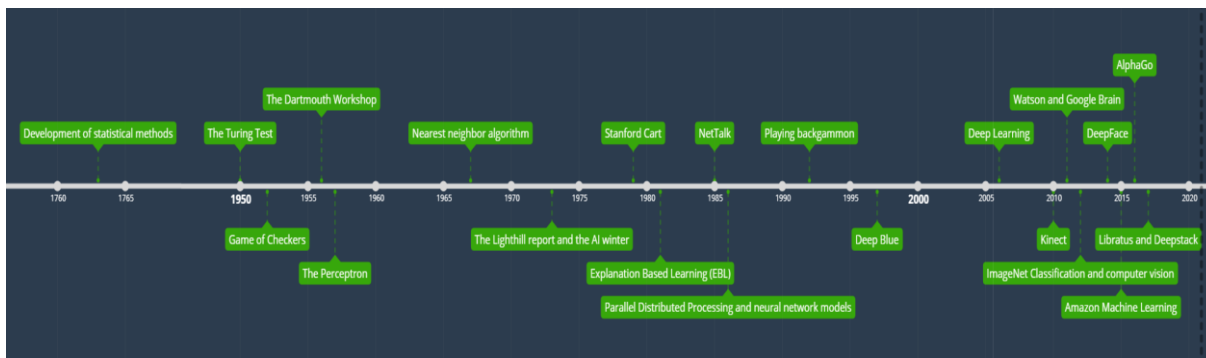 AlphaGo
The Dartmouth Workshop
Watson and Google Brain
Development of statistical methods
The Turing Test
Nearest neighbor algorithm
Stanford Cart
NetTalk
Playing backgammon
Deep Learning
DeepFace
1760
1765
1950
1955
1960
1965
1970
1975
1980
1985
1990
1995
2000
2005
2010
2015
2020
Game of Checkers
The Lighthill report and the AI winter
Deep Blue
Kinect
Libratus and Deepstack
The Perceptron
Explanation Based Learning (EBL)
ImageNet Classification and computer vision
Parallel Distributed Processing and neural network models
Amazon Machine Learning